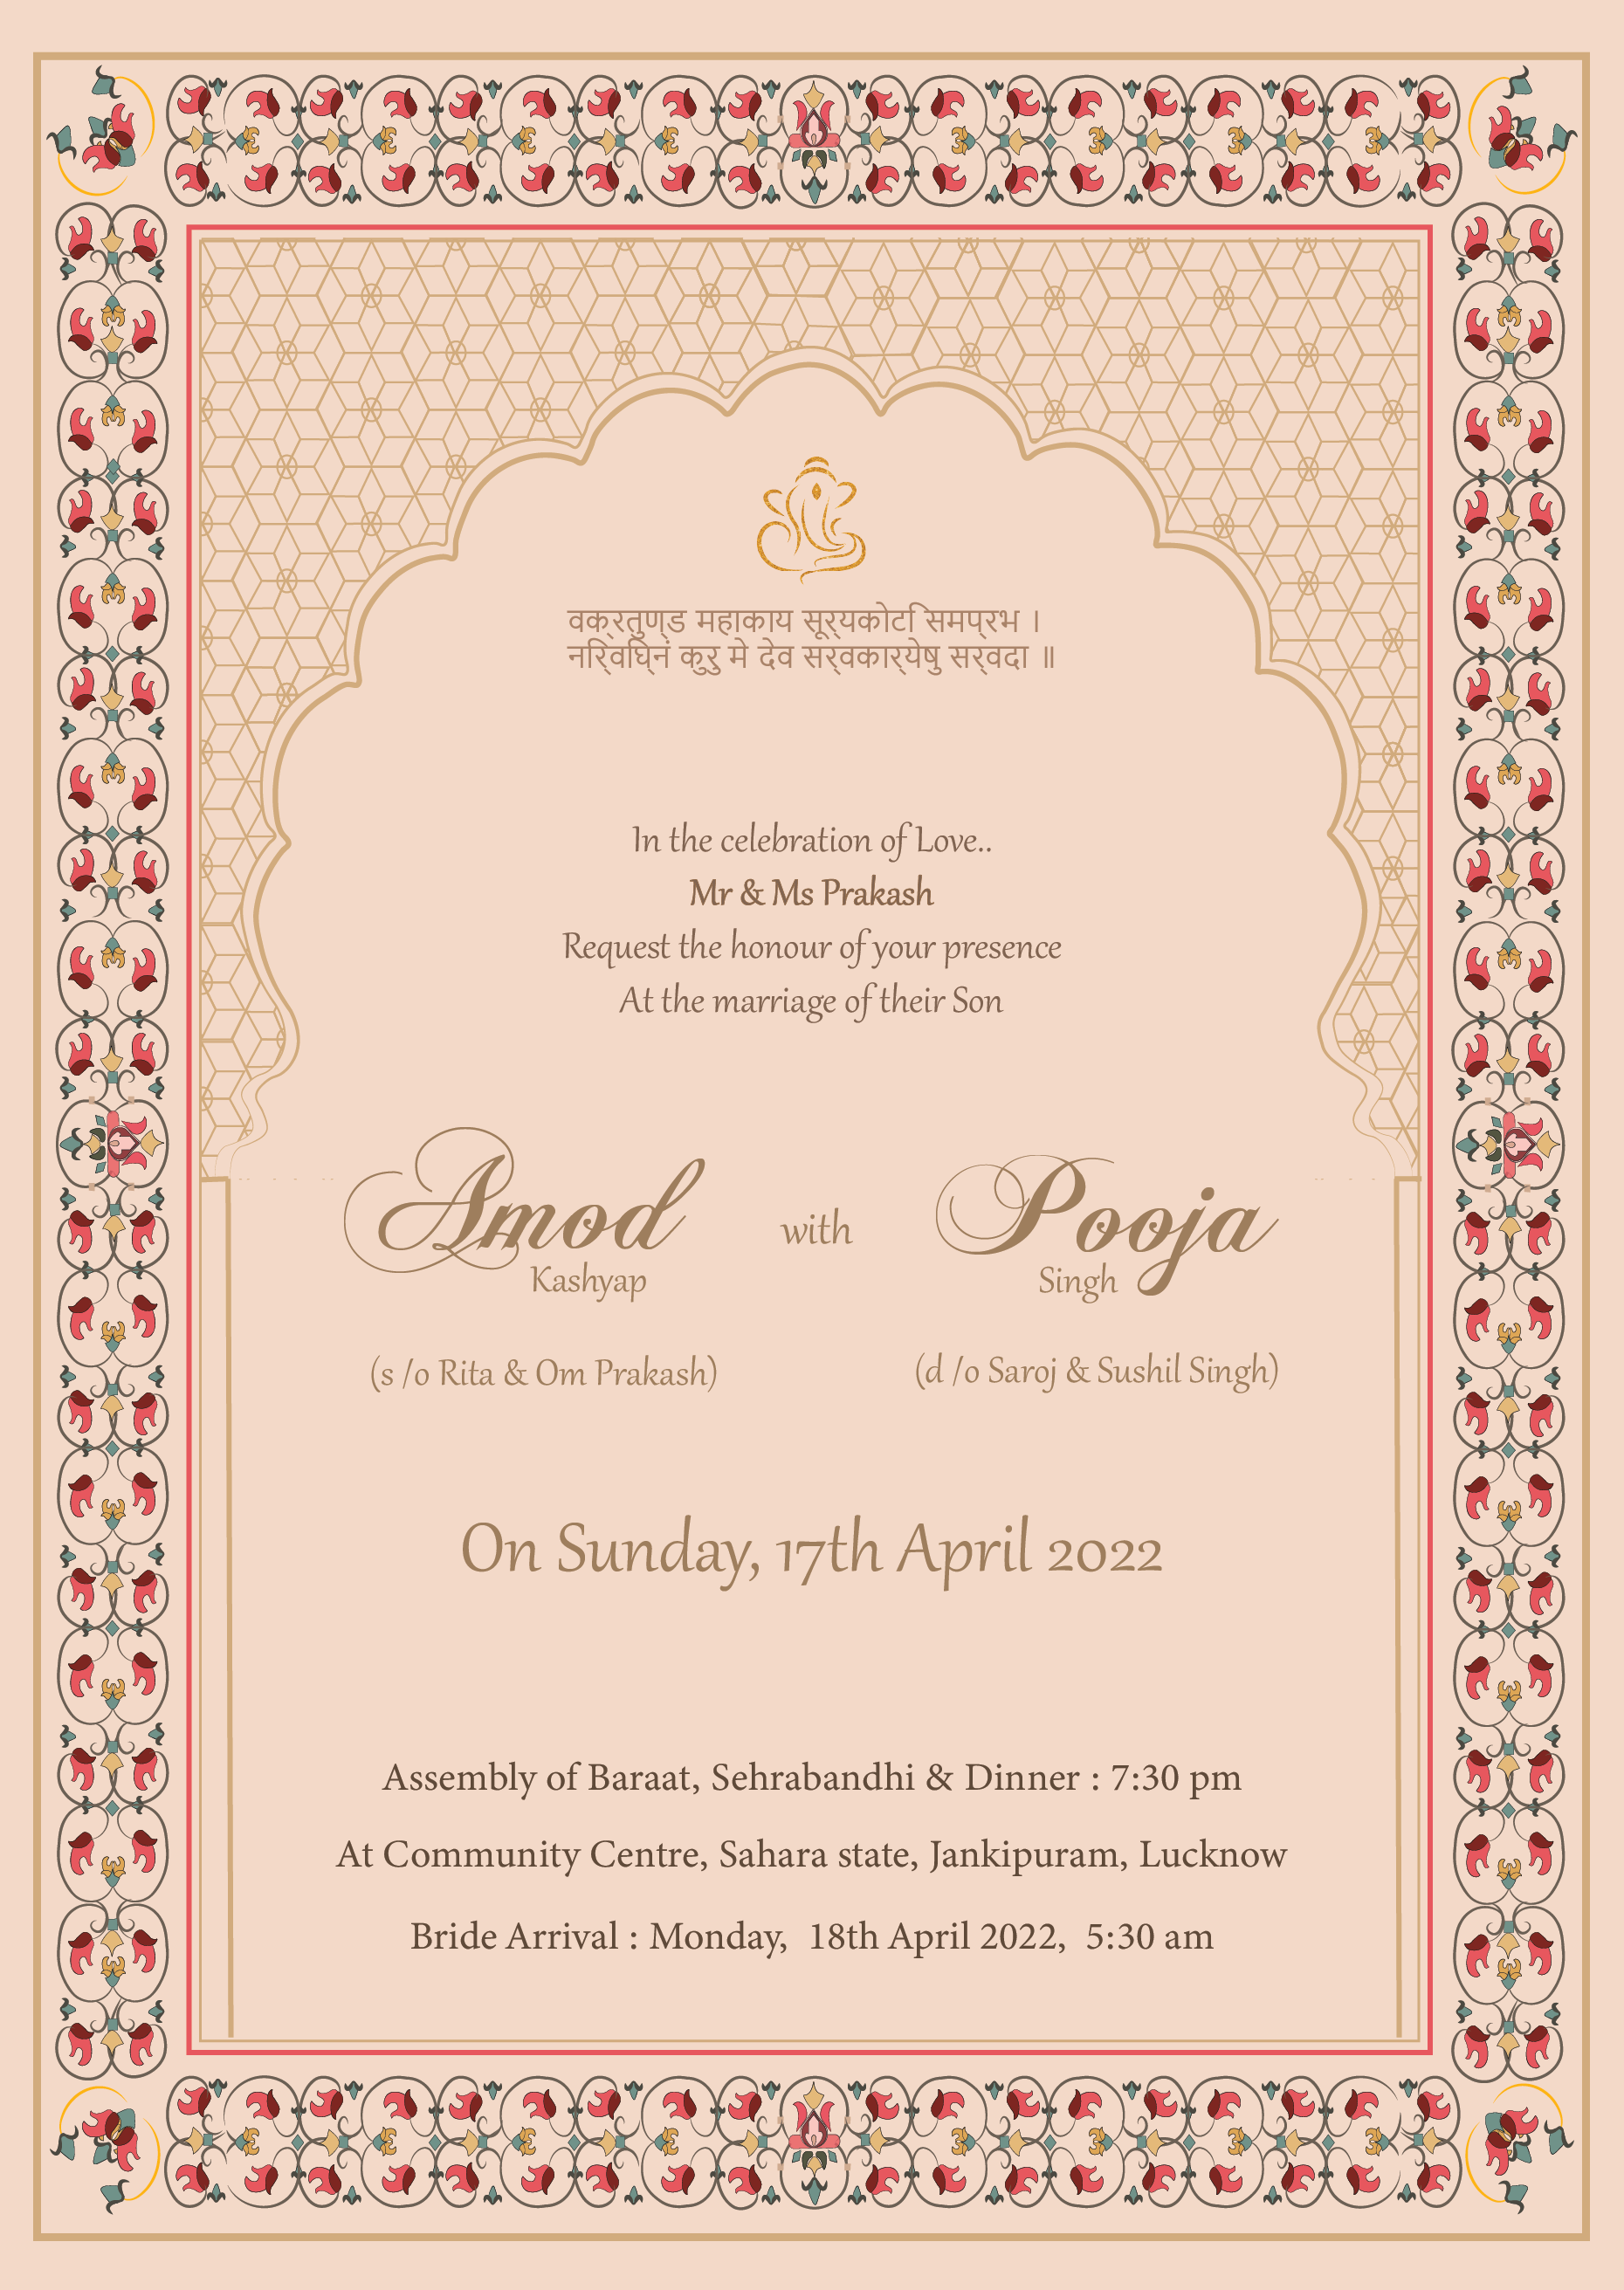 वक्रतुण्ड महाकाय सूर्यकोटि समप्रभ ।
निर्विघ्नं कुरु मे देव सर्वकार्येषु सर्वदा ॥
In the celebration of Love..
Mr & Ms Prakash
Request the honour of your presence
At the marriage of their Son
Amod with Pooja
Kashyap Singh
(s /o Rita & Om Prakash) (d /o Saroj & Sushil Singh)
On Sunday, 17th April 2022
Assembly of Baraat, Sehrabandhi & Dinner : 7:30 pm
At Community Centre, Sahara state, Jankipuram, Lucknow
Bride Arrival : Monday, 18th April 2022, 5:30 am